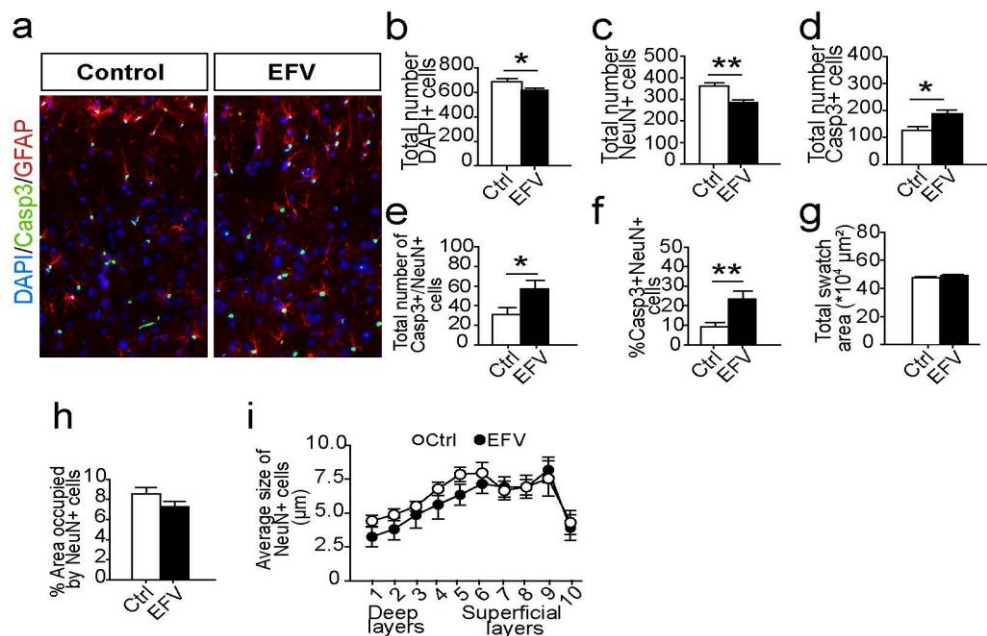 a
Control
EFV
DAPI/Casp3/GFAP
b
Total number
DAPI+ cells
800
600
400
200
0
*
Ctrl
EFV
c
Total number
NeuN+ cells
400
300
200
100
0
**
Ctrl
EFV
d
Total number
Casp3+ cells
400
300
200
100
0
*
Ctrl
EFV
e
Total number of
Casp3+/NeuN+
cells
100
80
60
40
20
0
*
Ctrl
EFV
f
%Casp3+NeuN+
cells
50
40
30
20
10
0
**
Ctrl
EFV
g
Total swatch
area (*10⁴ µm²)
80
60
40
20
0
Ctrl
EFV
h
% Area occupied
by NeuN+ cells
10
8
6
4
2
0
Ctrl
EFV
i
Average size of
NeuN+ cells
(µm)
10.0
7.5
5.0
2.5
0
Ctrl
EFV
1
2
3
4
5
6
7
8
9
10
Deep
layers
Superficial
layers